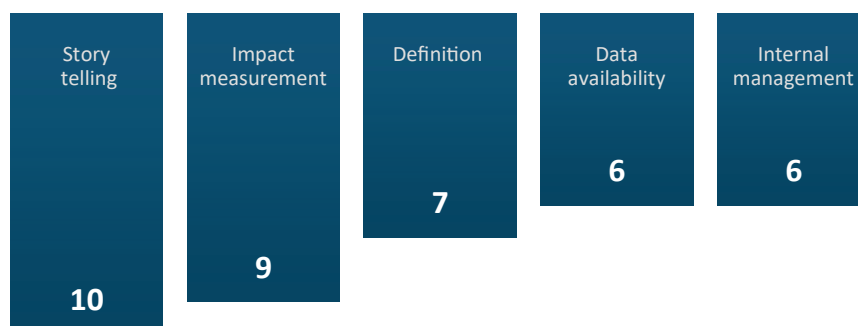 Story
telling
10
Impact
measurement
9
Definition
7
Data
availability
6
Internal
management
6